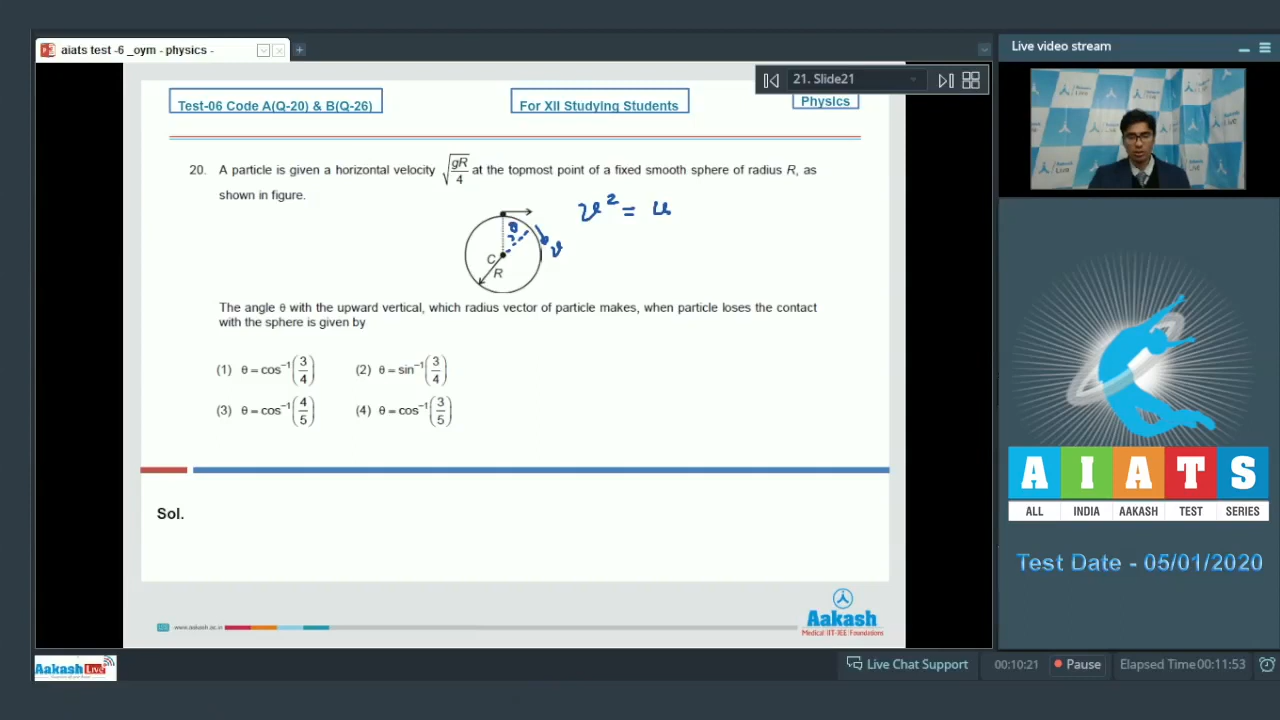 aiats test -6 _oym - physics -
Live video stream
21. Slide21
Test-06 Code A(Q-20) & B(Q-26)
For XII Studying Students
Physics
20. A particle is given a horizontal velocity √(gR/4) at the topmost point of a fixed smooth sphere of radius R, as
shown in figure.
v² = u
θ
v
C
R
The angle θ with the upward vertical, which radius vector of particle makes, when particle loses the contact
with the sphere is given by
(1) θ = cos⁻¹(3/4) (2) θ = sin⁻¹(3/4)
(3) θ = cos⁻¹(4/5) (4) θ = cos⁻¹(3/5)
Sol.
www.aakash.ac.in
Aakash
Medical|IIT-JEE|Foundations
A I A T S
ALL INDIA AAKASH TEST SERIES
Test Date - 05/01/2020
Aakash Live
Live Chat Support
00:10:21
Pause
Elapsed Time 00:11:53